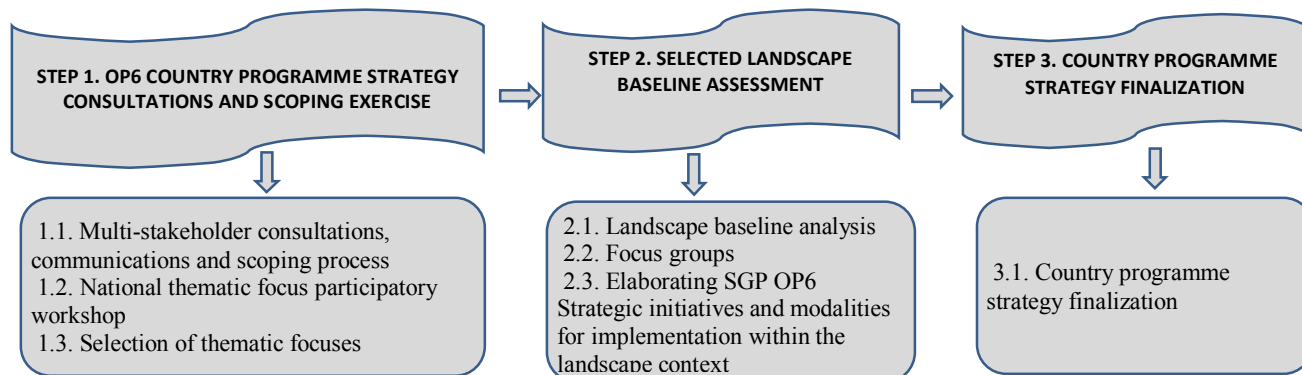 STEP 1. OP6 COUNTRY PROGRAMME STRATEGY
CONSULTATIONS AND SCOPING EXERCISE
STEP 2. SELECTED LANDSCAPE
BASELINE ASSESSMENT
STEP 3. COUNTRY PROGRAMME
STRATEGY FINALIZATION
1.1. Multi-stakeholder consultations,
communications and scoping process
1.2. National thematic focus participatory
workshop
1.3. Selection of thematic focuses
2.1. Landscape baseline analysis
2.2. Focus groups
2.3. Elaborating SGP OP6
Strategic initiatives and modalities
for implementation within the
landscape context
3.1. Country programme
strategy finalization